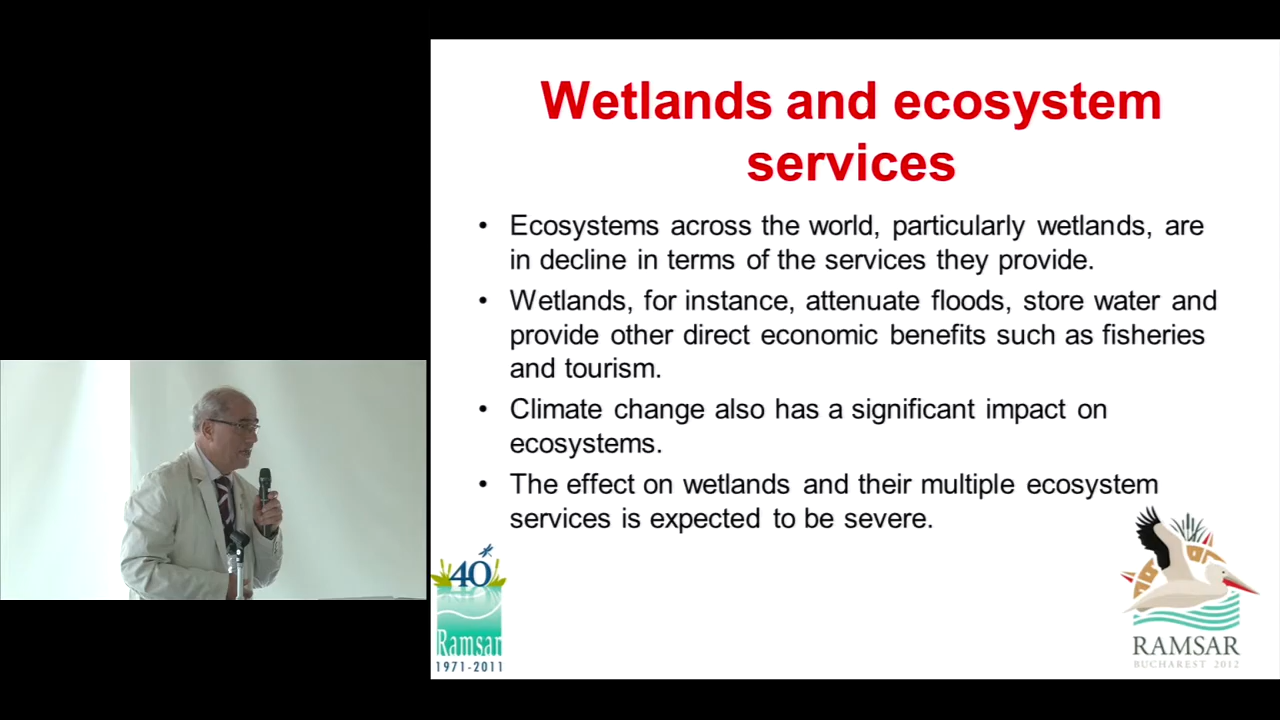 Wetlands and ecosystem
services
• Ecosystems across the world, particularly wetlands, are
in decline in terms of the services they provide.
• Wetlands, for instance, attenuate floods, store water and
provide other direct economic benefits such as fisheries
and tourism.
• Climate change also has a significant impact on
ecosystems.
• The effect on wetlands and their multiple ecosystem
services is expected to be severe.
40
Ramsar
1971-2011
RAMSAR
BUCHAREST 2012